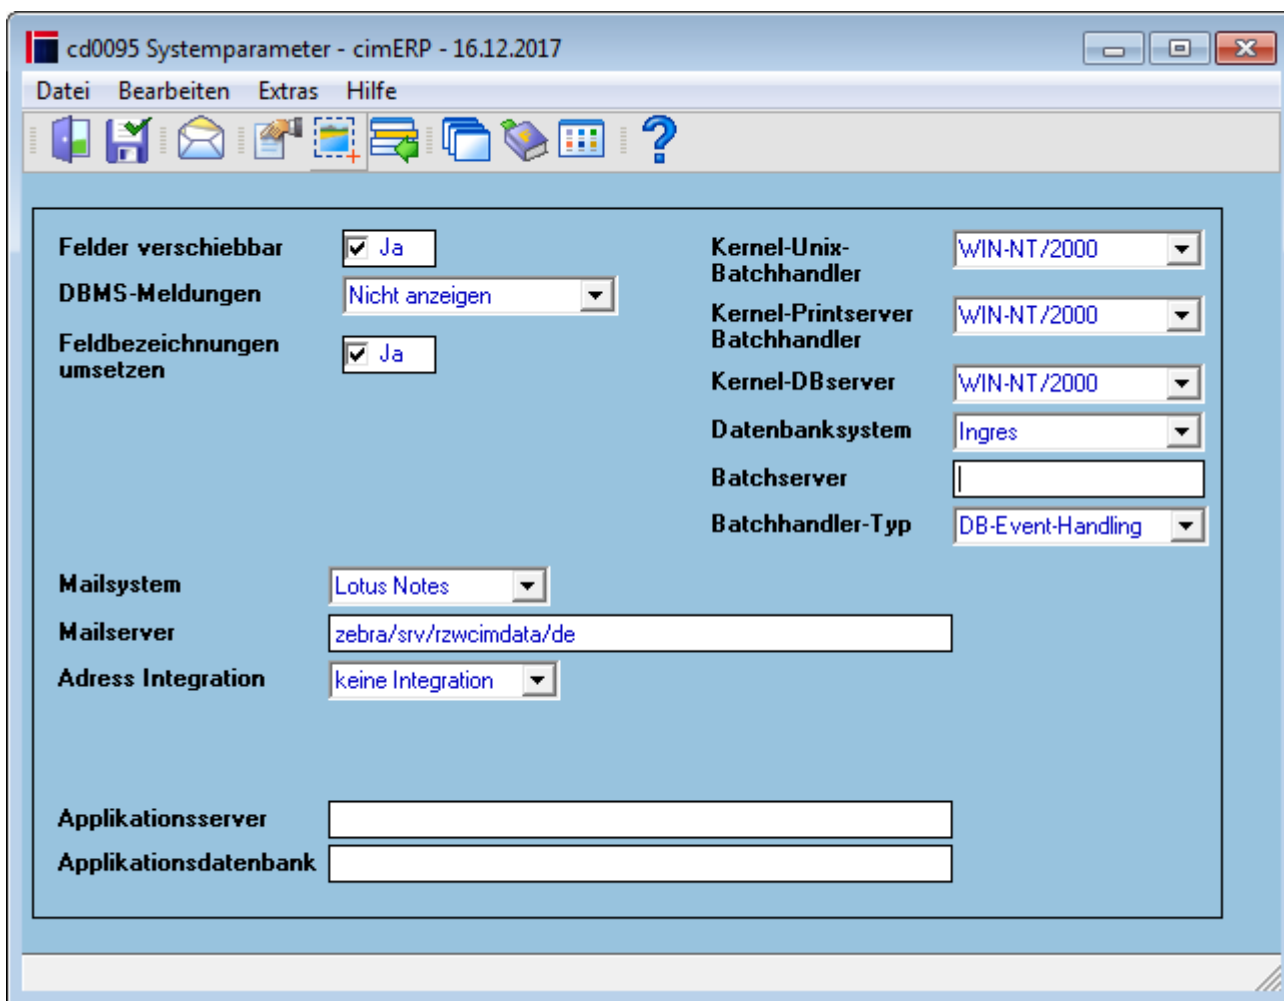 cd0095 Systemparameter - cimERP - 16.12.2017
Datei Bearbeiten Extras Hilfe
Felder verschiebbar Ja
DBMS-Meldungen Nicht anzeigen
Feldbezeichnungen
umsetzen Ja
Kernel-Unix-
Batchhandler WIN-NT/2000
Kernel-Printserver
Batchhandler WIN-NT/2000
Kernel-DBserver WIN-NT/2000
Datenbanksystem Ingres
Batchserver
Batchhandler-Typ DB-Event-Handling
Mailsystem Lotus Notes
Mailserver zebra/srv/rzwcimdata/de
Adress Integration keine Integration
Applikationsserver
Applikationsdatenbank